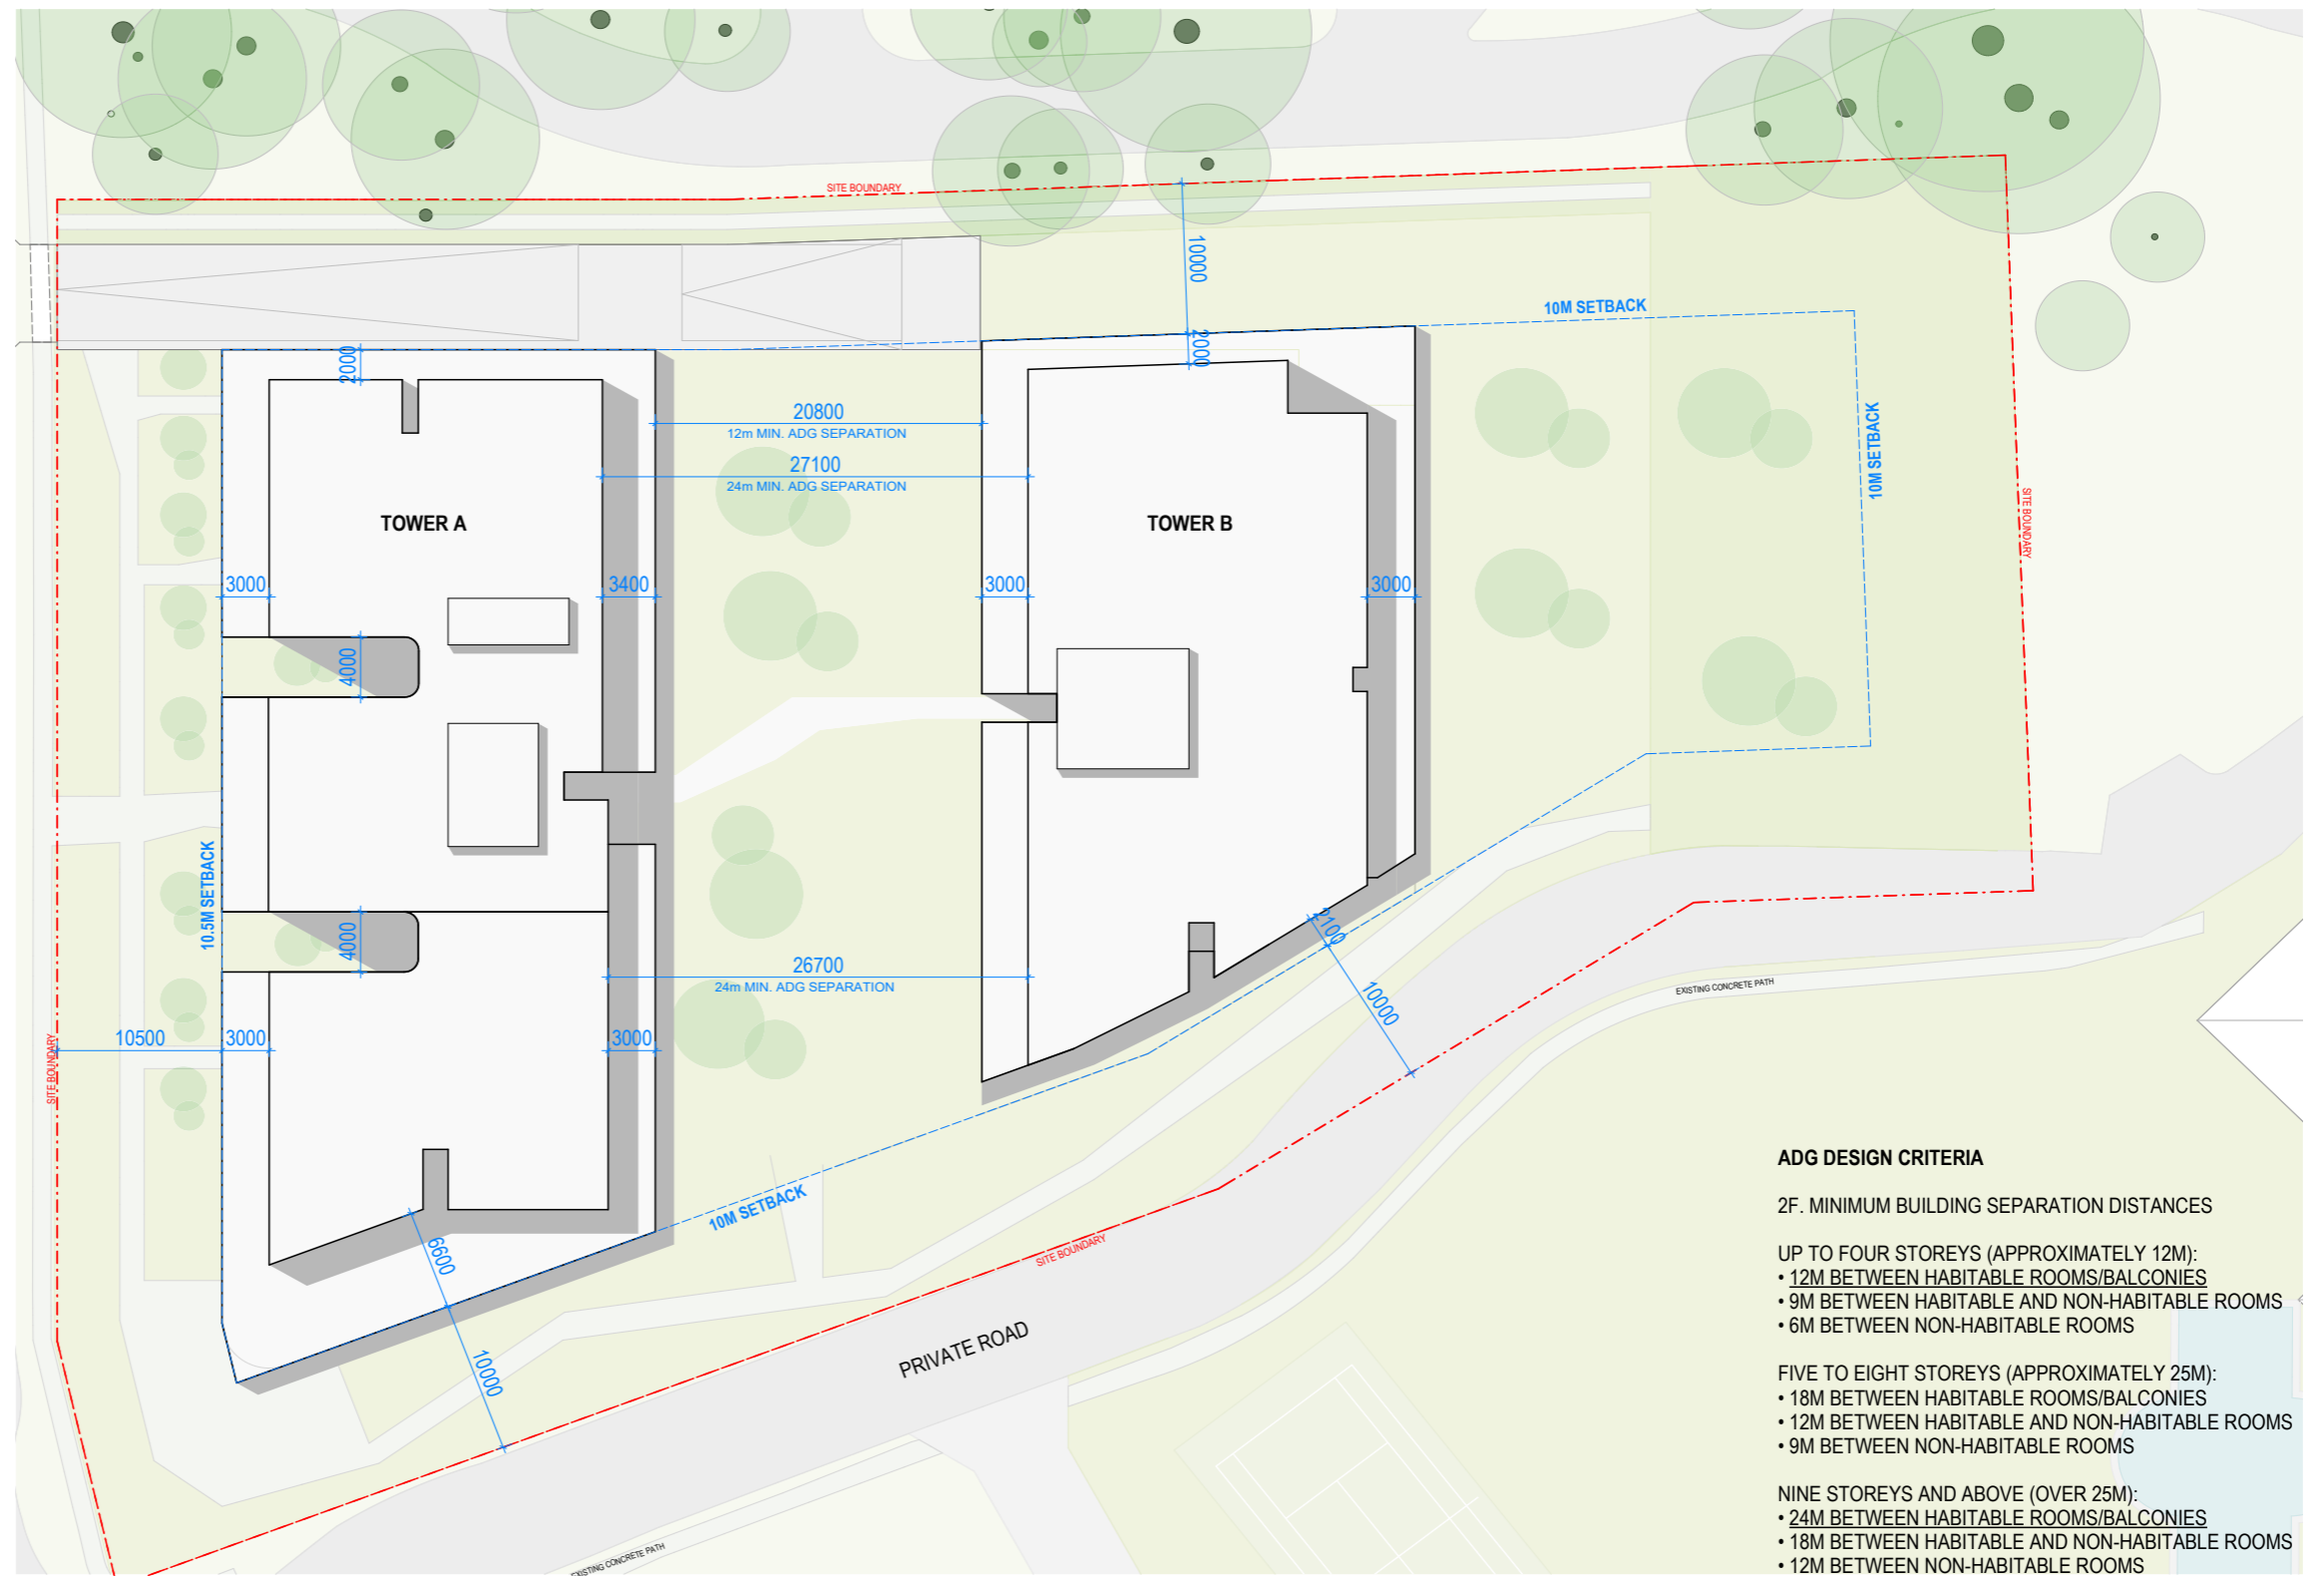 SITE BOUNDARY
10000
10M SETBACK
2000
2000
20800
12m MIN. ADG SEPARATION
10M SETBACK
27100
24m MIN. ADG SEPARATION
TOWER A
TOWER B
SITE BOUNDARY
3000
3400
3000
3000
4000
10.5M SETBACK
4000
2100
26700
24m MIN. ADG SEPARATION
10000
EXISTING CONCRETE PATH
10500
3000
3000
SITE BOUNDARY
10M SETBACK
6600
SITE BOUNDARY
10000
PRIVATE ROAD
EXISTING CONCRETE PATH
ADG DESIGN CRITERIA
2F. MINIMUM BUILDING SEPARATION DISTANCES
UP TO FOUR STOREYS (APPROXIMATELY 12M):
• 12M BETWEEN HABITABLE ROOMS/BALCONIES
• 9M BETWEEN HABITABLE AND NON-HABITABLE ROOMS
• 6M BETWEEN NON-HABITABLE ROOMS
FIVE TO EIGHT STOREYS (APPROXIMATELY 25M):
• 18M BETWEEN HABITABLE ROOMS/BALCONIES
• 12M BETWEEN HABITABLE AND NON-HABITABLE ROOMS
• 9M BETWEEN NON-HABITABLE ROOMS
NINE STOREYS AND ABOVE (OVER 25M):
• 24M BETWEEN HABITABLE ROOMS/BALCONIES
• 18M BETWEEN HABITABLE AND NON-HABITABLE ROOMS
• 12M BETWEEN NON-HABITABLE ROOMS